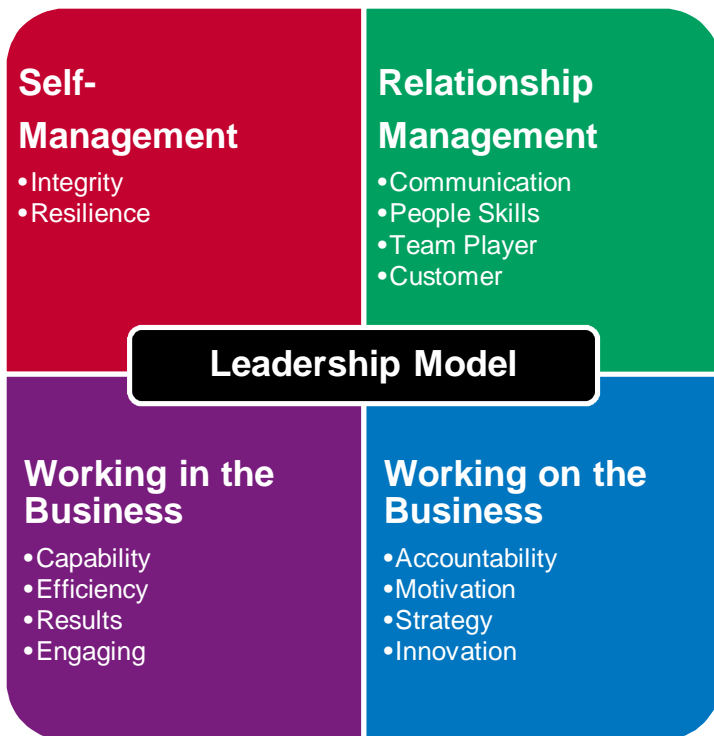 Self-
Management
•Integrity
•Resilience
Relationship
Management
•Communication
•People Skills
•Team Player
•Customer
Leadership Model
Working in the
Business
•Capability
•Efficiency
•Results
•Engaging
Working on the
Business
•Accountability
•Motivation
•Strategy
•Innovation